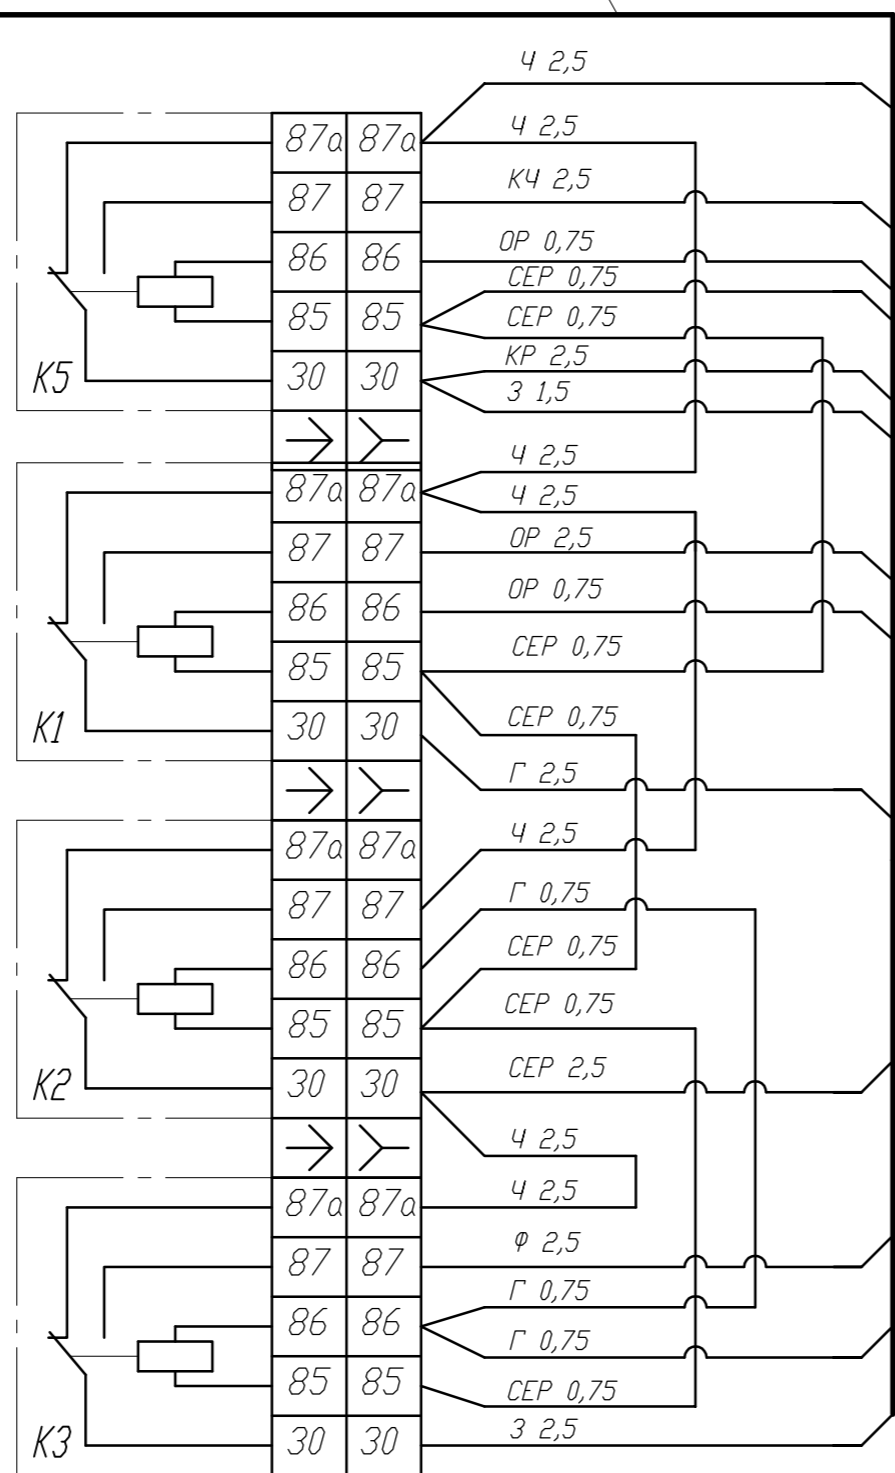 Ч 2,5
87а 87а Ч 2,5
87 87 КЧ 2,5
86 86 ОР 0,75
СЕР 0,75
85 85 СЕР 0,75
К5 30 30 КР 2,5
З 1,5
Ч 2,5
87а 87а Ч 2,5
87 87 ОР 2,5
86 86 ОР 0,75
85 85 СЕР 0,75
К1 30 30 СЕР 0,75
Г 2,5
87а 87а Ч 2,5
87 87 Г 0,75
86 86 СЕР 0,75
85 85 СЕР 0,75
К2 30 30 СЕР 2,5
Ч 2,5
87а 87а Ч 2,5
87 87 Ф 2,5
Г 0,75
86 86 Г 0,75
85 85 СЕР 0,75
К3 30 30 З 2,5